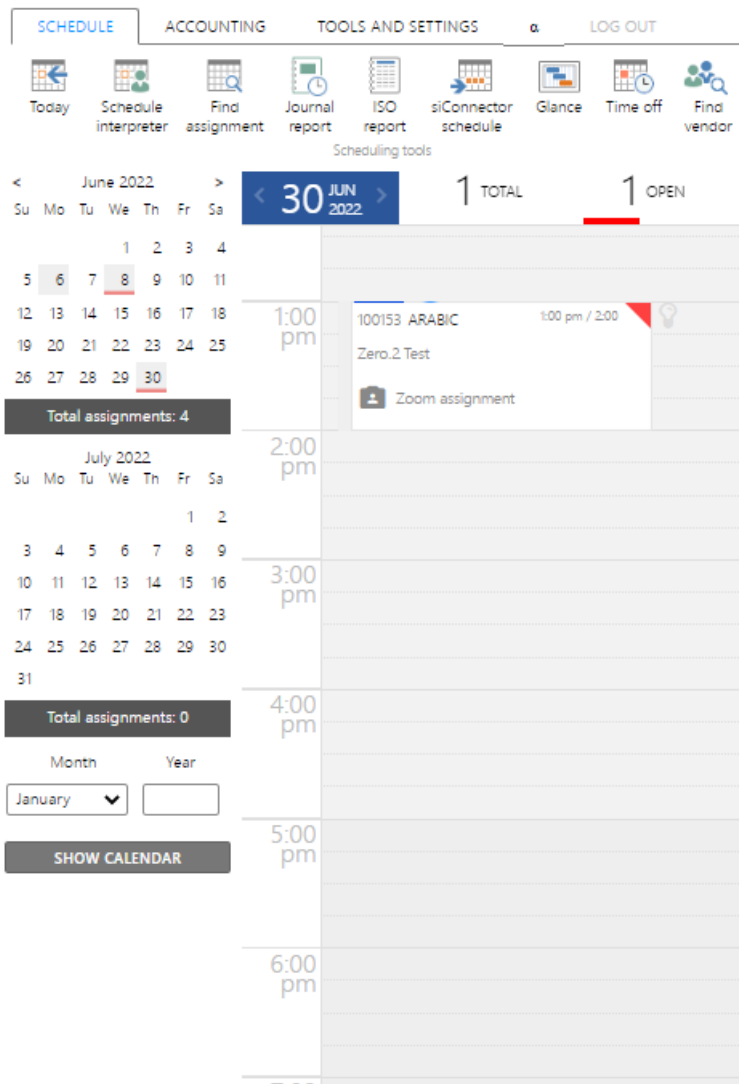 SCHEDULE ACCOUNTING TOOLS AND SETTINGS α LOG OUT
Today Schedule interpreter Find assignment Journal report ISO report siConnector schedule Glance Time off Find vendor
Scheduling tools
< June 2022 >
Su Mo Tu We Th Fr Sa
1 2 3 4
5 6 7 8 9 10 11
12 13 14 15 16 17 18
19 20 21 22 23 24 25
26 27 28 29 30
Total assignments: 4
July 2022
Su Mo Tu We Th Fr Sa
1 2
3 4 5 6 7 8 9
10 11 12 13 14 15 16
17 18 19 20 21 22 23
24 25 26 27 28 29 30
31
Total assignments: 0
Month Year
January
SHOW CALENDAR
< 30 JUN 2022 >
1 TOTAL
1 OPEN
1:00 pm
100153 ARABIC 1:00 pm / 2:00
Zero.2 Test
Zoom assignment
2:00 pm
3:00 pm
4:00 pm
5:00 pm
6:00 pm